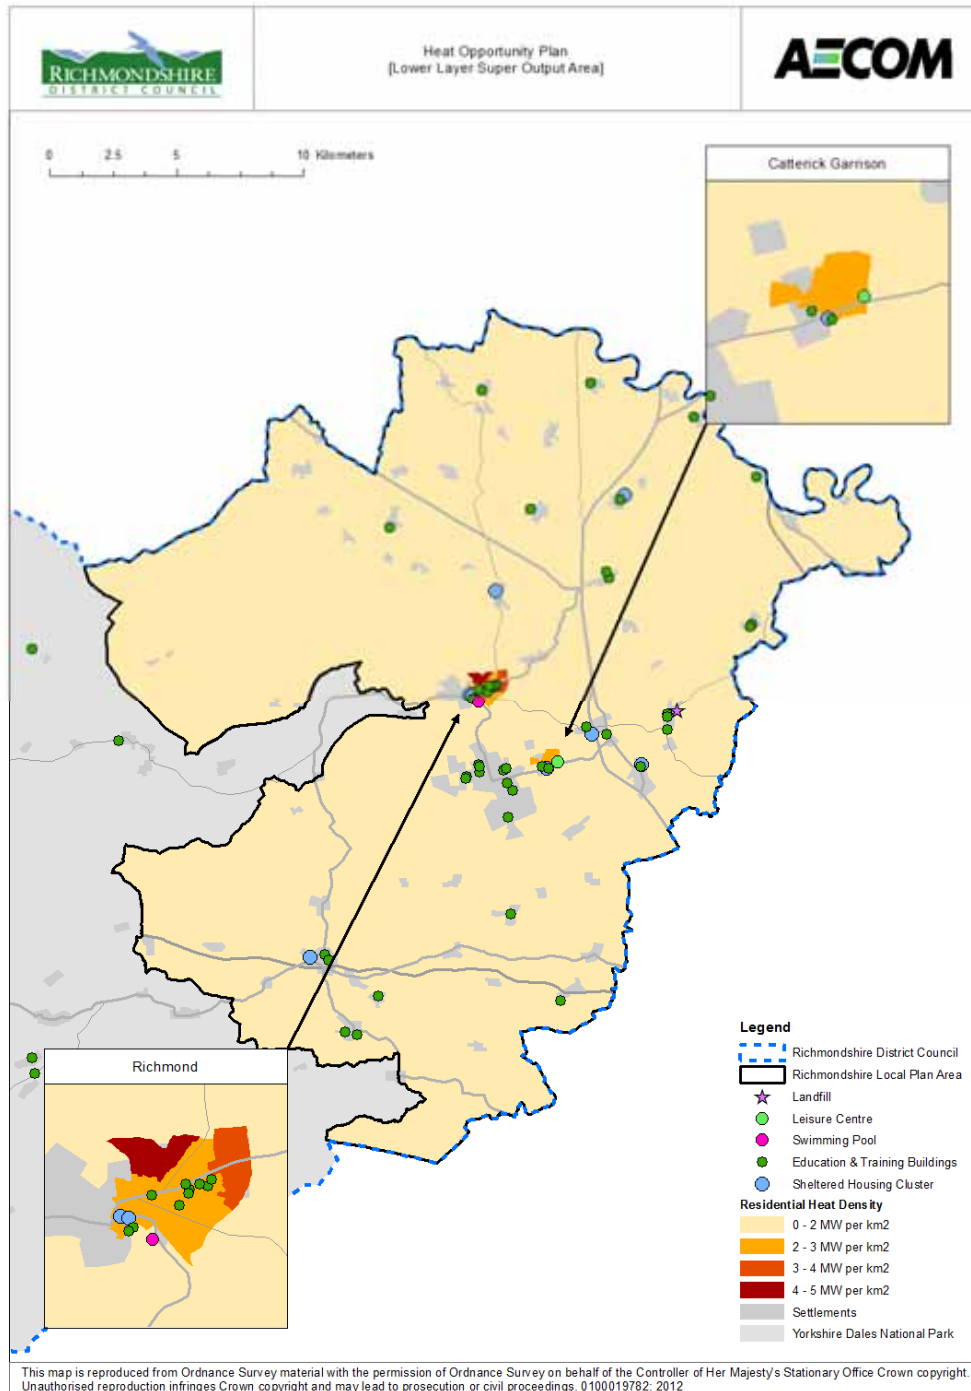 RICHMONDSHIRE
DISTRICT COUNCIL
Heat Opportunity Plan
[Lower Layer Super Output Area]
AECOM
0 2.5 5 10 Kilometers
Catterick Garrison
Richmond
Legend
Richmondshire District Council
Richmondshire Local Plan Area
Landfill
Leisure Centre
Swimming Pool
Education & Training Buildings
Sheltered Housing Cluster
Residential Heat Density
0 - 2 MW per km2
2 - 3 MW per km2
3 - 4 MW per km2
4 - 5 MW per km2
Settlements
Yorkshire Dales National Park
This map is reproduced from Ordnance Survey material with the permission of Ordnance Survey on behalf of the Controller of Her Majesty's Stationary Office Crown copyright.
Unauthorised reproduction infringes Crown copyright and may lead to prosecution or civil proceedings. 0100019782: 2012